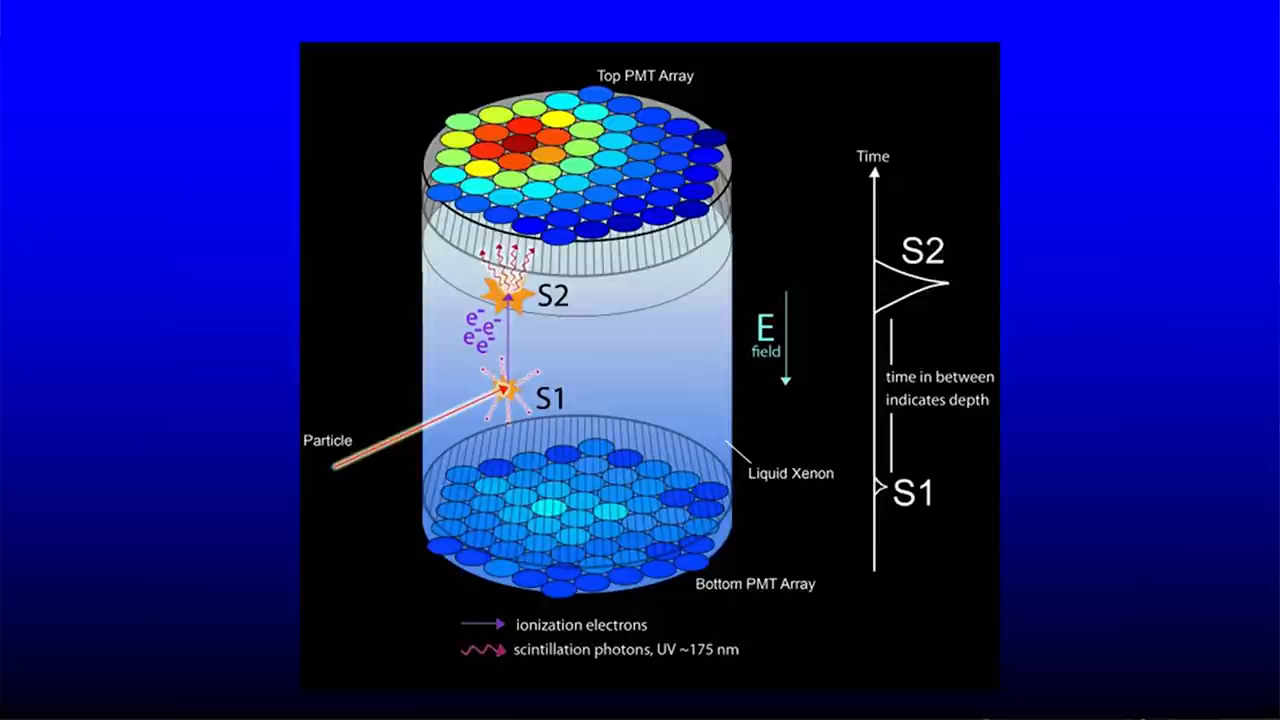 Top PMT Array
Time
S2
S2
e-
e-
e-
e-
E
field
time in between
indicates depth
S1
Particle
Liquid Xenon
S1
Bottom PMT Array
ionization electrons
scintillation photons, UV ~175 nm